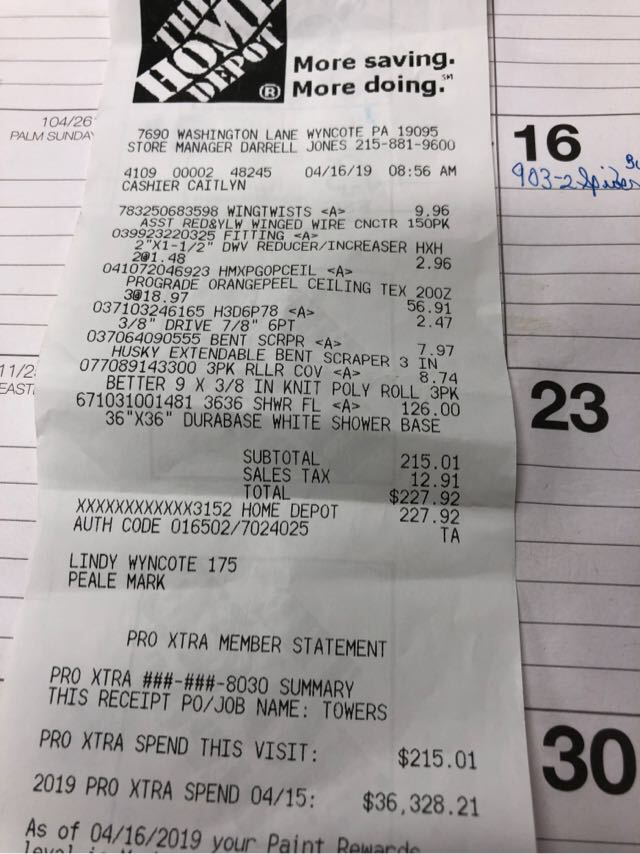 THE
HOME
DEPOT
®
More saving.
More doing.℠
7690 WASHINGTON LANE WYNCOTE PA 19095
STORE MANAGER DARRELL JONES 215-881-9600
4109 00002 48245 04/16/19 08:56 AM
CASHIER CAITLYN
783250683598 WINGTWISTS <A> 9.96
ASST RED&YLW WINGED WIRE CNCTR 150PK
039923220325 FITTING <A>
2"X1-1/2" DWV REDUCER/INCREASER HXH
2@1.48 2.96
041072046923 HMXPGOPCEIL <A>
PROGRADE ORANGEPEEL CEILING TEX 20OZ
3@18.97 56.91
037103246165 H3D6P78 <A> 2.47
3/8" DRIVE 7/8" 6PT
037064090555 BENT SCRPR <A> 7.97
HUSKY EXTENDABLE BENT SCRAPER 3 IN
077089143300 3PK RLLR COV <A> 8.74
BETTER 9 X 3/8 IN KNIT POLY ROLL 3PK
671031001481 3636 SHWR FL <A> 126.00
36"X36" DURABASE WHITE SHOWER BASE
SUBTOTAL 215.01
SALES TAX 12.91
TOTAL $227.92
XXXXXXXXXXXX3152 HOME DEPOT 227.92
AUTH CODE 016502/7024025 TA
LINDY WYNCOTE 175
PEALE MARK
PRO XTRA MEMBER STATEMENT
PRO XTRA ###-###-8030 SUMMARY
THIS RECEIPT PO/JOB NAME: TOWERS
PRO XTRA SPEND THIS VISIT: $215.01
2019 PRO XTRA SPEND 04/15: $36,328.21
As of 04/16/2019 your Paint Rewards
104/26
PALM SUNDAY
11/2
EAST
16
903-2 Spider
23
30